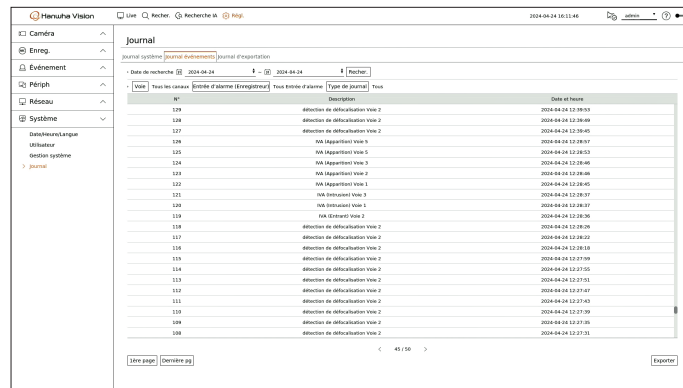 Hanwha Vision
Live Recher. Recherche IA Régl.
2024-04-24 16:11:46 admin
Caméra
Enreg.
Événement
Périph
Réseau
Système
Date/Heure/Langue
Utilisateur
Gestion système
> Journal
Journal
Journal système Journal événements Journal d'exportation
Date de recherche 2024-04-24 ~ 2024-04-24 Recher.
Voie Tous les canaux Entrée d'alarme (Enregistreur) Tous Entrée d'alarme Type de journal Tous
N° Description Date et heure
129 détection de défocalisation Voie 2 2024-04-24 12:39:53
128 détection de défocalisation Voie 2 2024-04-24 12:39:49
127 détection de défocalisation Voie 2 2024-04-24 12:39:45
126 IVA (Apparition) Voie 5 2024-04-24 12:28:57
125 IVA (Apparition) Voie 5 2024-04-24 12:28:53
124 IVA (Apparition) Voie 3 2024-04-24 12:28:46
123 IVA (Apparition) Voie 2 2024-04-24 12:28:46
122 IVA (Apparition) Voie 1 2024-04-24 12:28:45
121 IVA (Intrusion) Voie 3 2024-04-24 12:28:37
120 IVA (Intrusion) Voie 1 2024-04-24 12:28:37
119 IVA (Entrant) Voie 2 2024-04-24 12:28:36
118 détection de défocalisation Voie 2 2024-04-24 12:28:26
117 détection de défocalisation Voie 2 2024-04-24 12:28:22
116 détection de défocalisation Voie 2 2024-04-24 12:28:18
115 détection de défocalisation Voie 2 2024-04-24 12:27:59
114 détection de défocalisation Voie 2 2024-04-24 12:27:55
113 détection de défocalisation Voie 2 2024-04-24 12:27:51
112 détection de défocalisation Voie 2 2024-04-24 12:27:47
111 détection de défocalisation Voie 2 2024-04-24 12:27:43
110 détection de défocalisation Voie 2 2024-04-24 12:27:39
109 détection de défocalisation Voie 2 2024-04-24 12:27:35
108 détection de défocalisation Voie 2 2024-04-24 12:27:31
< 45 / 50 >
1ère page Dernière pg Exporter